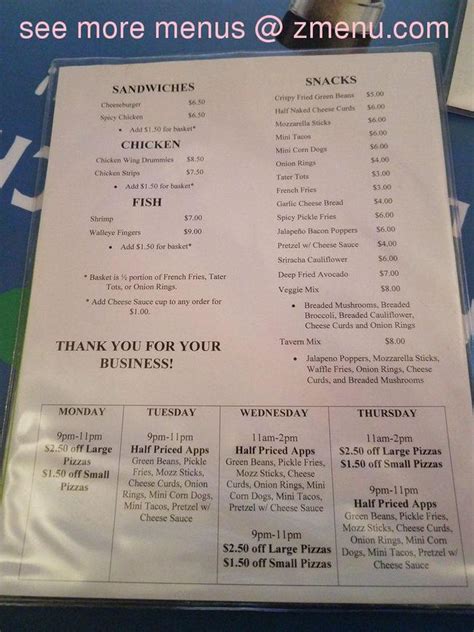 see more menus @ zmenu.com
SANDWICHES
Cheeseburger $6.50
Spicy Chicken $6.50
• Add $1.50 for basket*
CHICKEN
Chicken Wing Drummies $8.50
Chicken Strips $7.50
• Add $1.50 for basket*
FISH
Shrimp $7.00
Walleye Fingers $9.00
• Add $1.50 for basket*
* Basket is ½ portion of French Fries, Tater
Tots, or Onion Rings.
* Add Cheese Sauce cup to any order for
$1.00.
THANK YOU FOR YOUR
BUSINESS!
SNACKS
Crispy Fried Green Beans $5.00
Half Naked Cheese Curds $6.00
Mozzarella Sticks $6.00
Mini Tacos $6.00
Mini Corn Dogs $6.00
Onion Rings $4.00
Tater Tots $3.00
French Fries $3.00
Garlic Cheese Bread $4.00
Spicy Pickle Fries $6.00
Jalapeño Bacon Poppers $6.00
Pretzel w/ Cheese Sauce $4.00
Sriracha Cauliflower $6.00
Deep Fried Avocado $7.00
Veggie Mix $8.00
• Breaded Mushrooms, Breaded
Broccoli, Breaded Cauliflower,
Cheese Curds and Onion Rings
Tavern Mix $8.00
• Jalapeno Poppers, Mozzarella Sticks,
Waffle Fries, Onion Rings, Cheese
Curds, and Breaded Mushrooms
MONDAY
9pm-11pm
$2.50 off Large
Pizzas
$1.50 off Small
Pizzas
TUESDAY
9pm-11pm
Half Priced Apps
Green Beans, Pickle
Fries, Mozz Sticks,
Cheese Curds, Onion
Rings, Mini Corn Dogs,
Mini Tacos, Pretzel w/
Cheese Sauce
WEDNESDAY
11am-2pm
Half Priced Apps
Green Beans, Pickle Fries,
Mozz Sticks, Cheese
Curds, Onion Rings, Mini
Corn Dogs, Mini Tacos,
Pretzel w/ Cheese Sauce
9pm-11pm
$2.50 off Large Pizzas
$1.50 off Small Pizzas
THURSDAY
11am-2pm
$2.50 off Large Pizzas
$1.50 off Small Pizzas
9pm-11pm
Half Priced Apps
Green Beans, Pickle Fries,
Mozz Sticks, Cheese Curds,
Onion Rings, Mini Corn
Dogs, Mini Tacos, Pretzel w/
Cheese Sauce